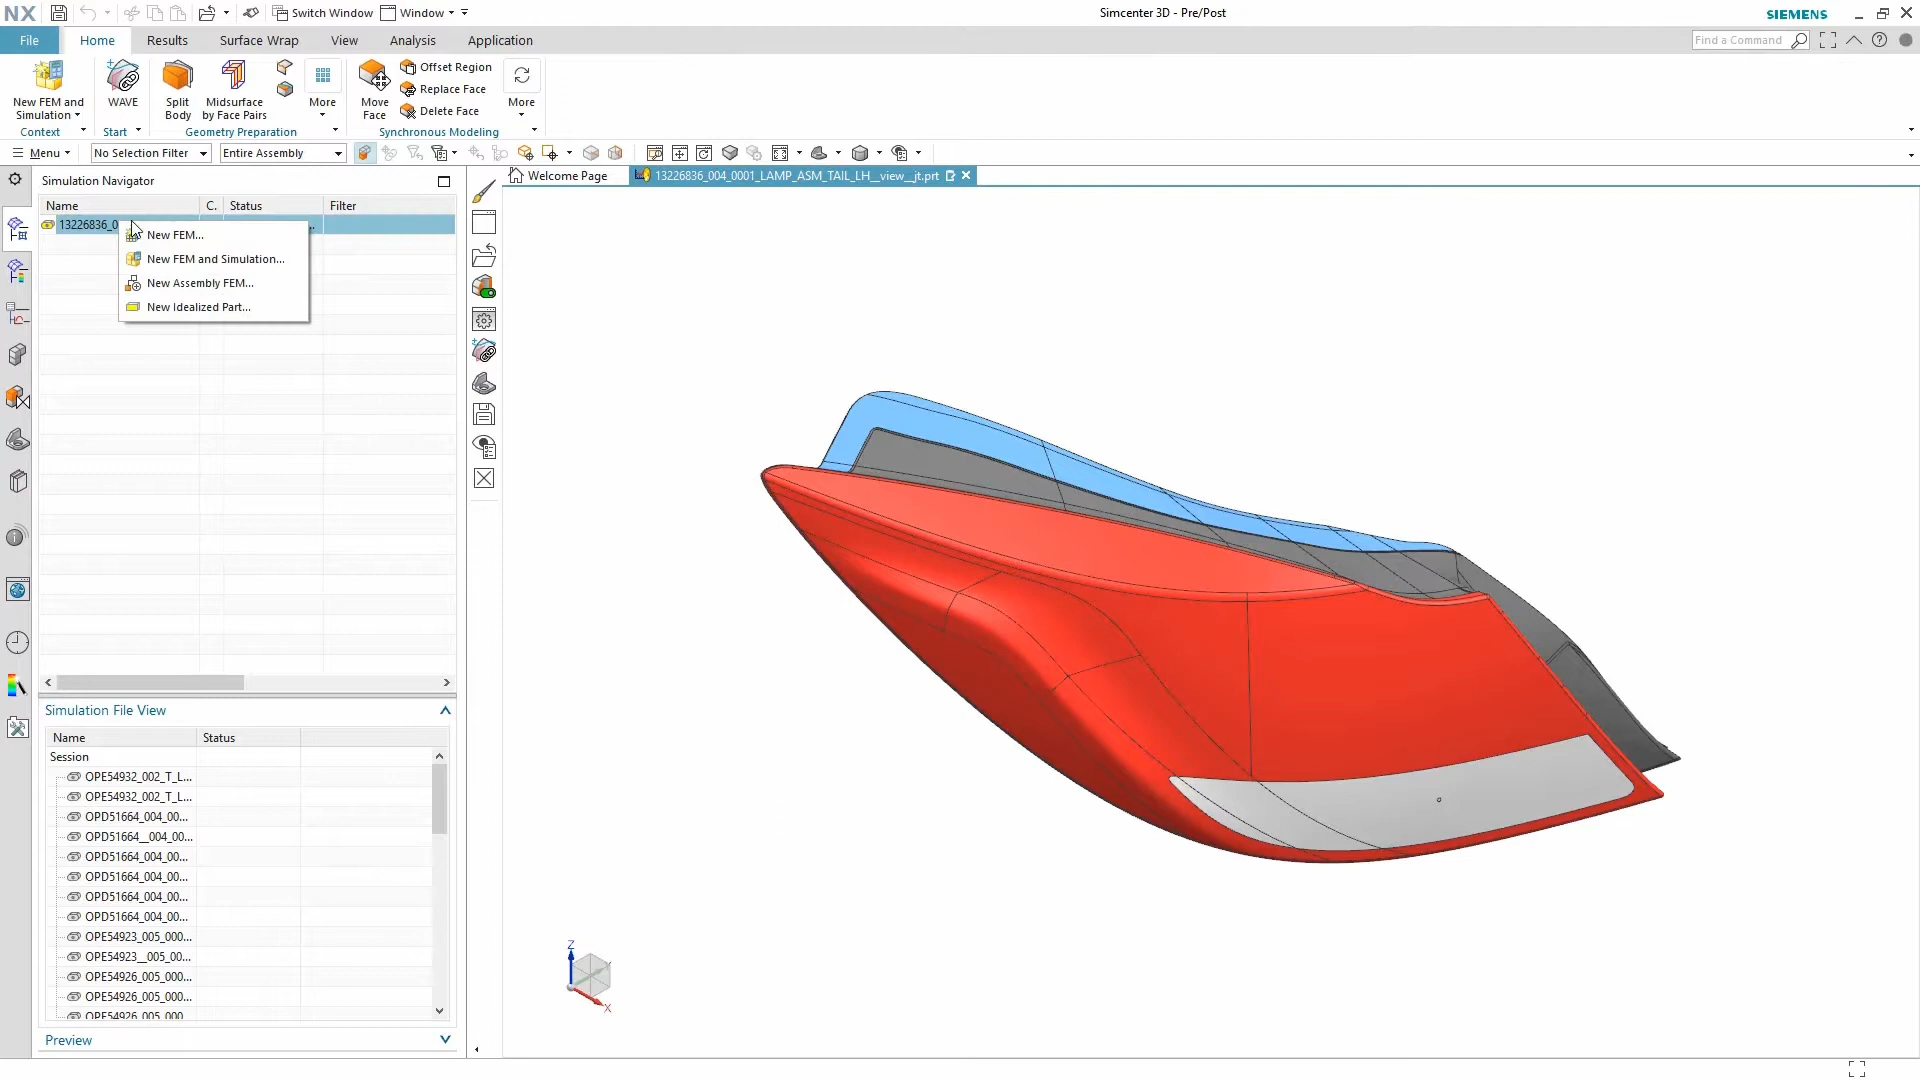 NX Switch Window Window Simcenter 3D - Pre/Post SIEMENS
File Home Results Surface Wrap View Analysis Application Find a Command
New FEM and Simulation
WAVE
Split Body
Midsurface by Face Pairs
More
Move Face
Offset Region
Replace Face
Delete Face
More
Context Start Geometry Preparation Synchronous Modeling
Menu No Selection Filter Entire Assembly
Simulation Navigator
Welcome Page 13226836_004_0001_LAMP_ASM_TAIL_LH__view__jt.prt
Name C. Status Filter
13226836_0
New FEM...
New FEM and Simulation...
New Assembly FEM...
New Idealized Part...
Simulation File View
Name Status
Session
OPE54932_002_T_L...
OPE54932_002_T_L...
OPD51664_004_00...
OPD51664__004_00...
OPD51664_004_00...
OPD51664_004_00...
OPD51664_004_00...
OPD51664_004_00...
OPE54923_005_000...
OPE54923__005_00...
OPE54926_005_000...
OPE54926_005_000...
OPE54926_005_000
Preview
Z
X